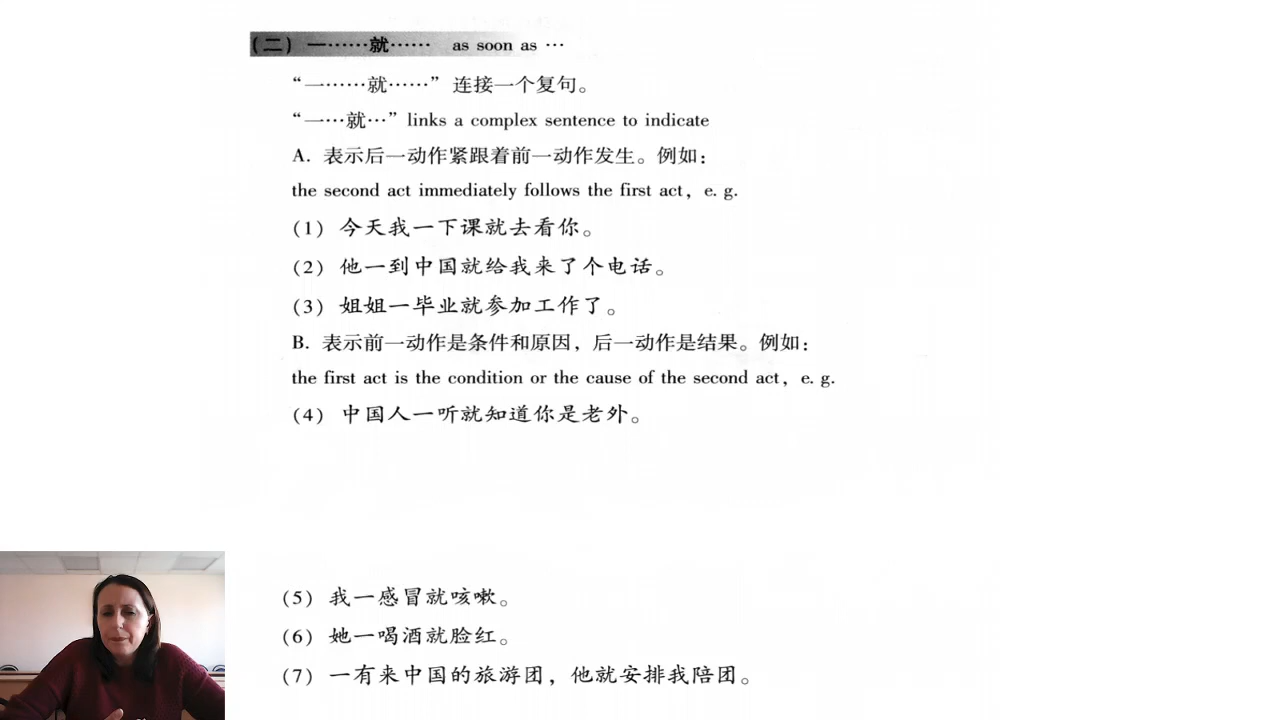 (二) 一……就…… as soon as …
“一……就……” 连接一个复句。
“一…就…” links a complex sentence to indicate
A. 表示后一动作紧跟着前一动作发生。例如：
the second act immediately follows the first act, e. g.
(1) 今天我一下课就去看你。
(2) 他一到中国就给我来了个电话。
(3) 姐姐一毕业就参加工作了。
B. 表示前一动作是条件和原因，后一动作是结果。例如：
the first act is the condition or the cause of the second act, e. g.
(4) 中国人一听就知道你是老外。
(5) 我一感冒就咳嗽。
(6) 她一喝酒就脸红。
(7) 一有来中国的旅游团，他就安排我陪团。